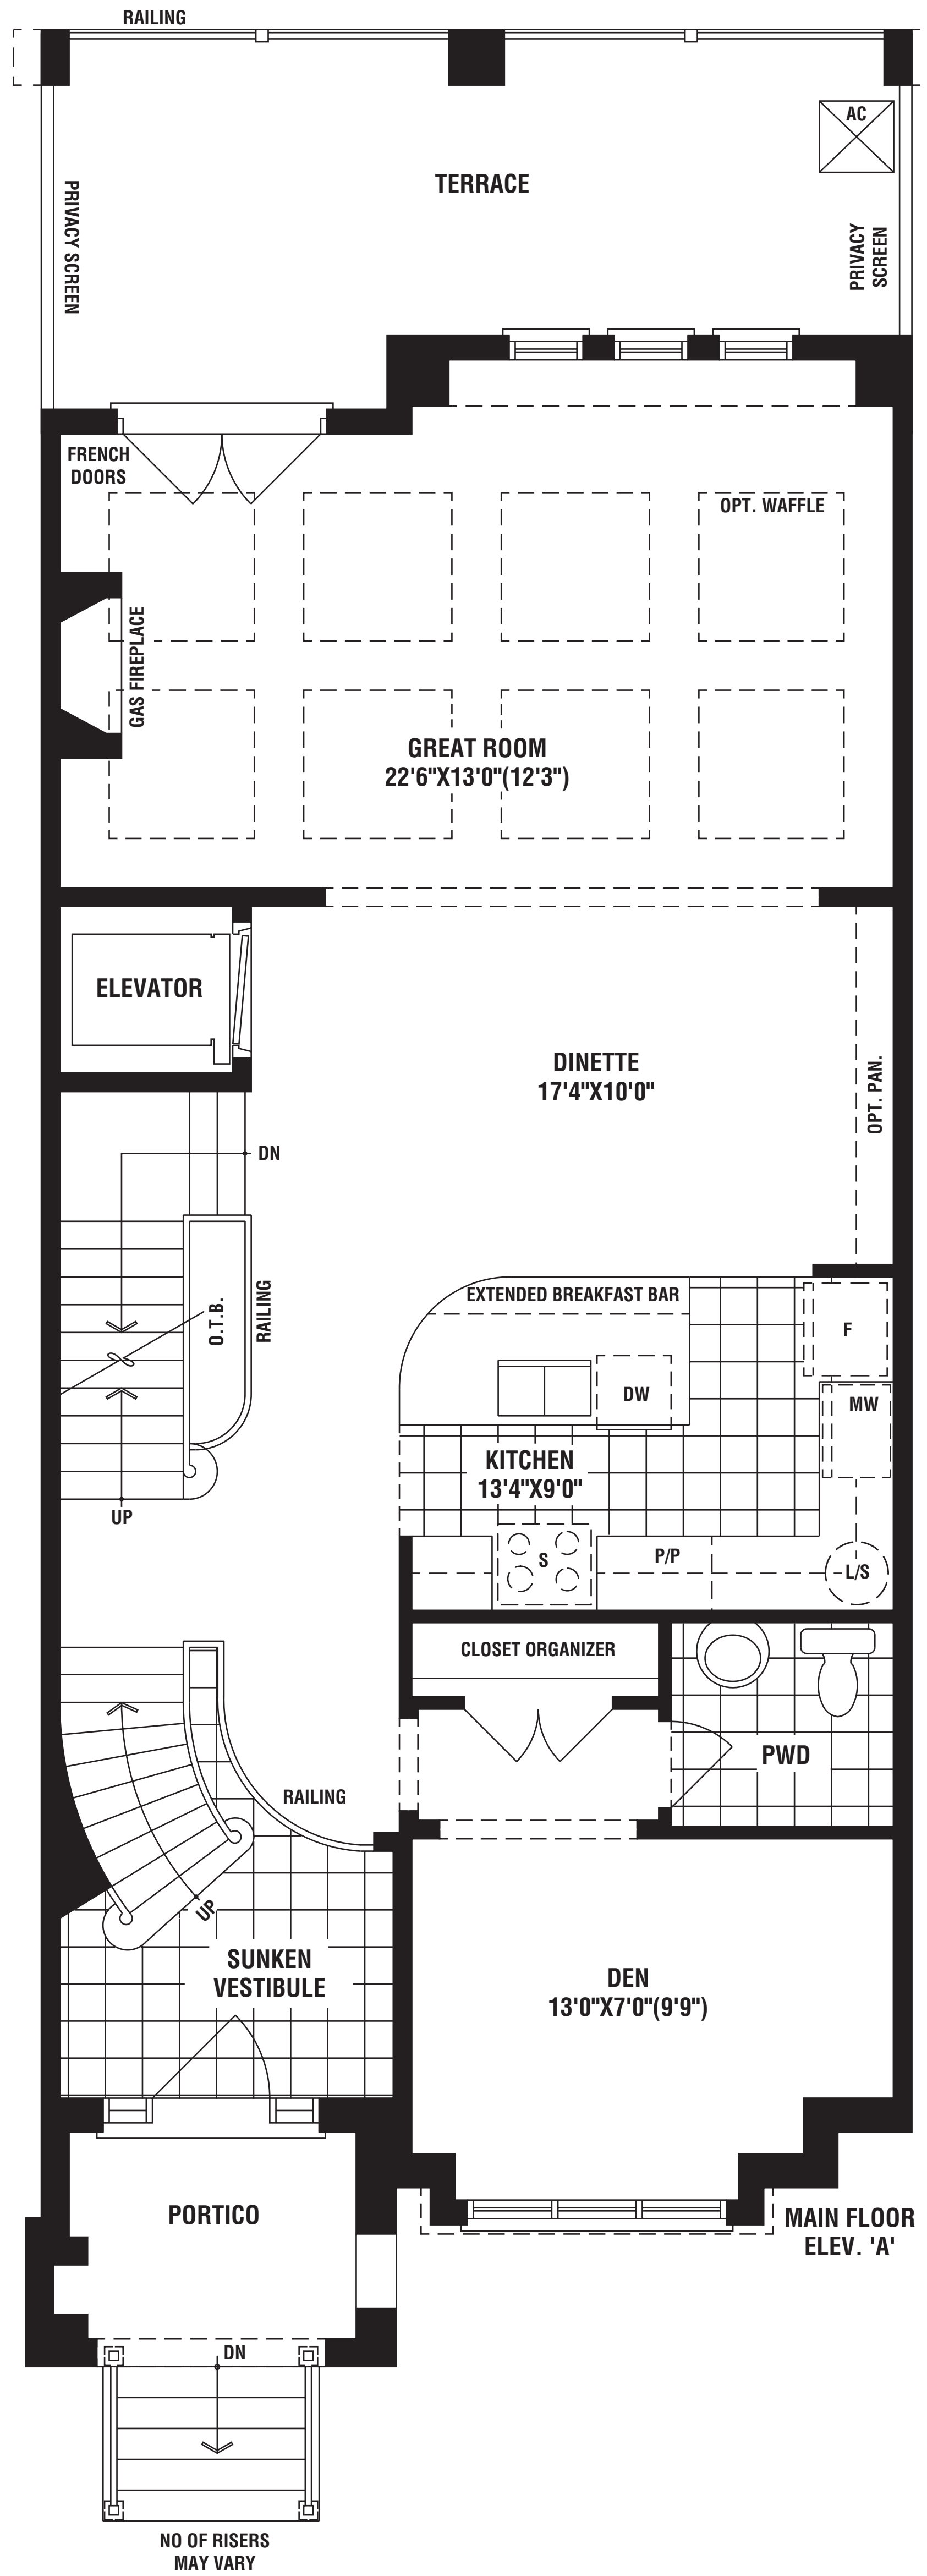 RAILING
AC
TERRACE
PRIVACY SCREEN
PRIVACY
SCREEN
FRENCH
DOORS
OPT. WAFFLE
GAS FIREPLACE
GREAT ROOM
22'6"X13'0"(12'3")
ELEVATOR
DINETTE
17'4"X10'0"
OPT. PAN.
DN
EXTENDED BREAKFAST BAR
O.T.B.
RAILING
F
DW
MW
KITCHEN
13'4"X9'0"
UP
S
P/P
L/S
CLOSET ORGANIZER
PWD
RAILING
UP
SUNKEN
VESTIBULE
DEN
13'0"X7'0"(9'9")
PORTICO
MAIN FLOOR
ELEV. 'A'
DN
NO OF RISERS
MAY VARY